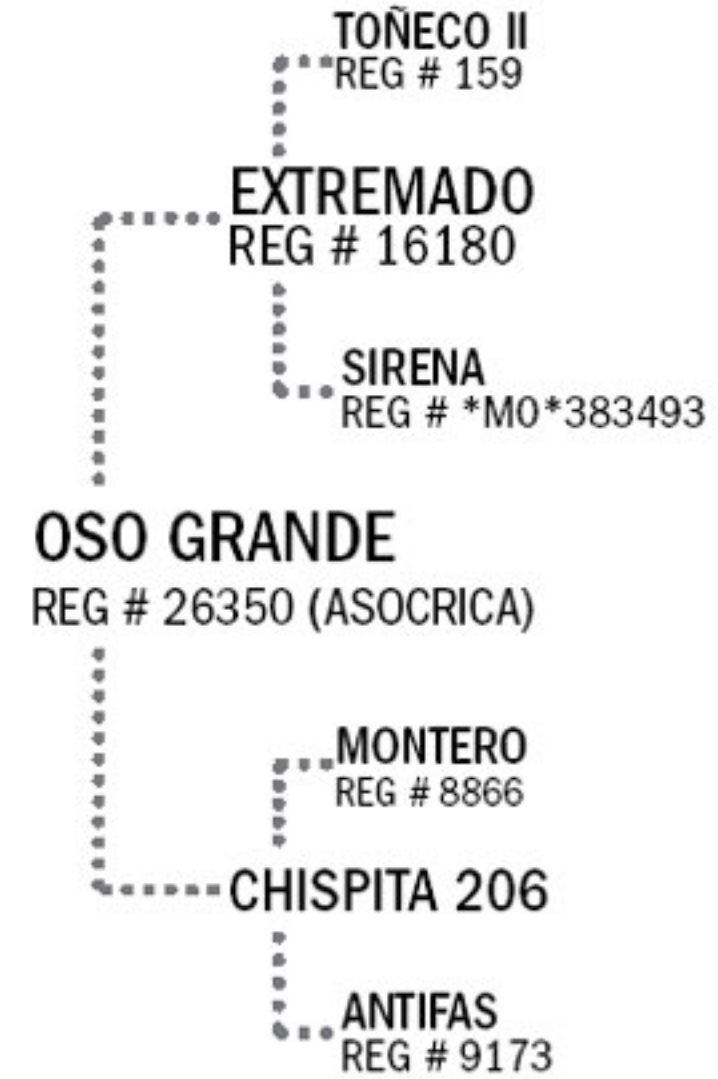 TOÑECO II
REG # 159
EXTREMADO
REG # 16180
SIRENA
REG # *MO*383493
OSO GRANDE
REG # 26350 (ASOCRICA)
MONTERO
REG # 8866
CHISPITA 206
ANTIFAS
REG # 9173